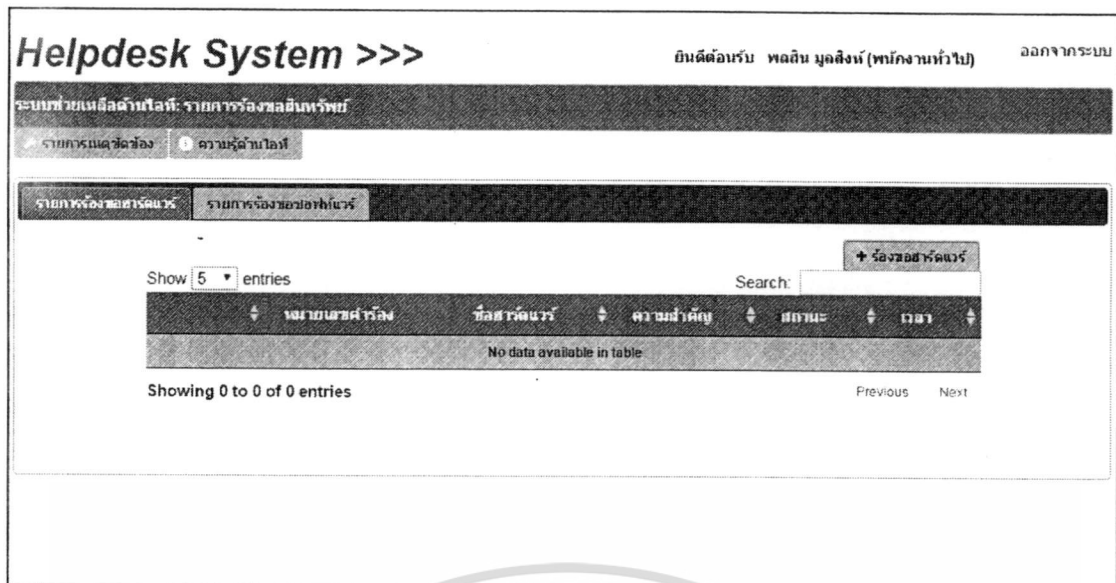 Helpdesk System >>>
ยินดีต้อนรับ พลสิน มูลสิงห์ (พนักงานทั่วไป) ออกจากระบบ
ระบบช่วยเหลือด้านไอที: รายการร้องขอสินทรัพย์
รายการเหตุขัดข้อง ความรู้ด้านไอที
รายการร้องขอฮาร์ดแวร์ รายการร้องขอซอฟท์แวร์
+ ร้องขอฮาร์ดแวร์
Show 5 entries Search:
หมายเลขคำร้อง ชื่อฮาร์ดแวร์ ความสำคัญ สถานะ เวลา
No data available in table
Showing 0 to 0 of 0 entries Previous Next